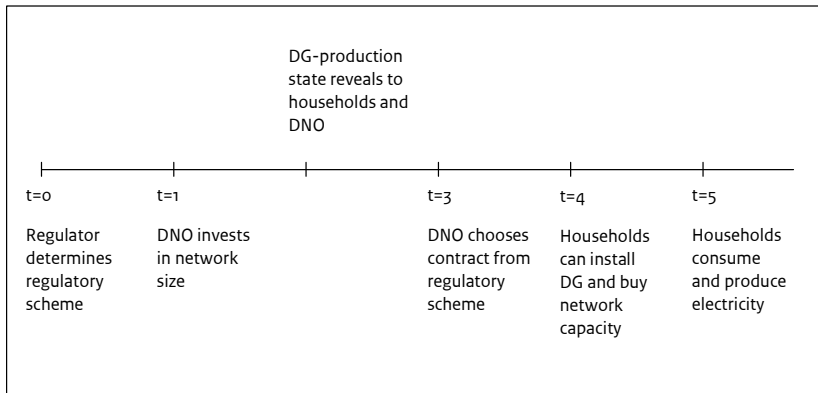 DG-production
state reveals to
households and
DNO
t=0
t=1
t=3
t=4
t=5
Regulator
determines
regulatory
scheme
DNO invests
in network
size
DNO chooses
contract from
regulatory
scheme
Households
can install
DG and buy
network
capacity
Households
consume
and produce
electricity